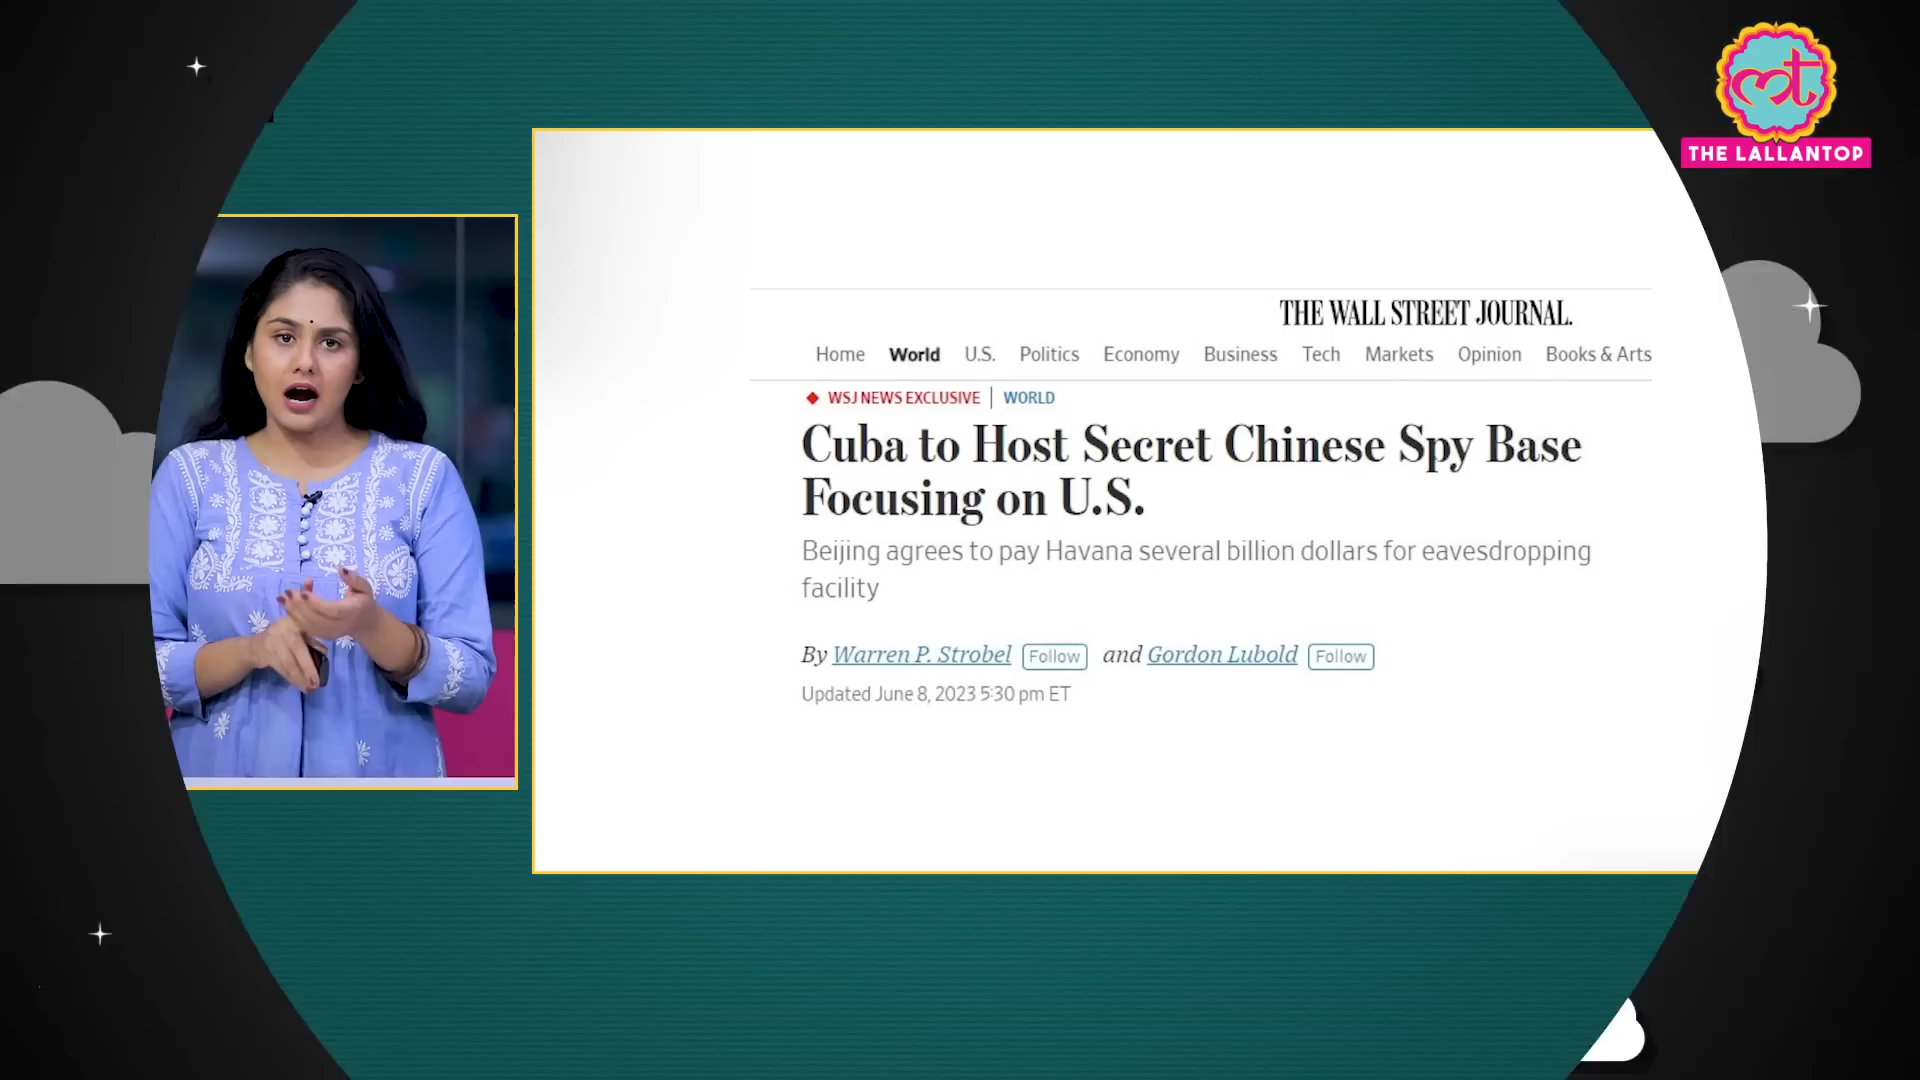 THE LALLANTOP
THE WALL STREET JOURNAL.
Home World U.S. Politics Economy Business Tech Markets Opinion Books & Arts
WSJ NEWS EXCLUSIVE | WORLD
Cuba to Host Secret Chinese Spy Base
Focusing on U.S.
Beijing agrees to pay Havana several billion dollars for eavesdropping
facility
By Warren P. Strobel Follow and Gordon Lubold Follow
Updated June 8, 2023 5:30 pm ET